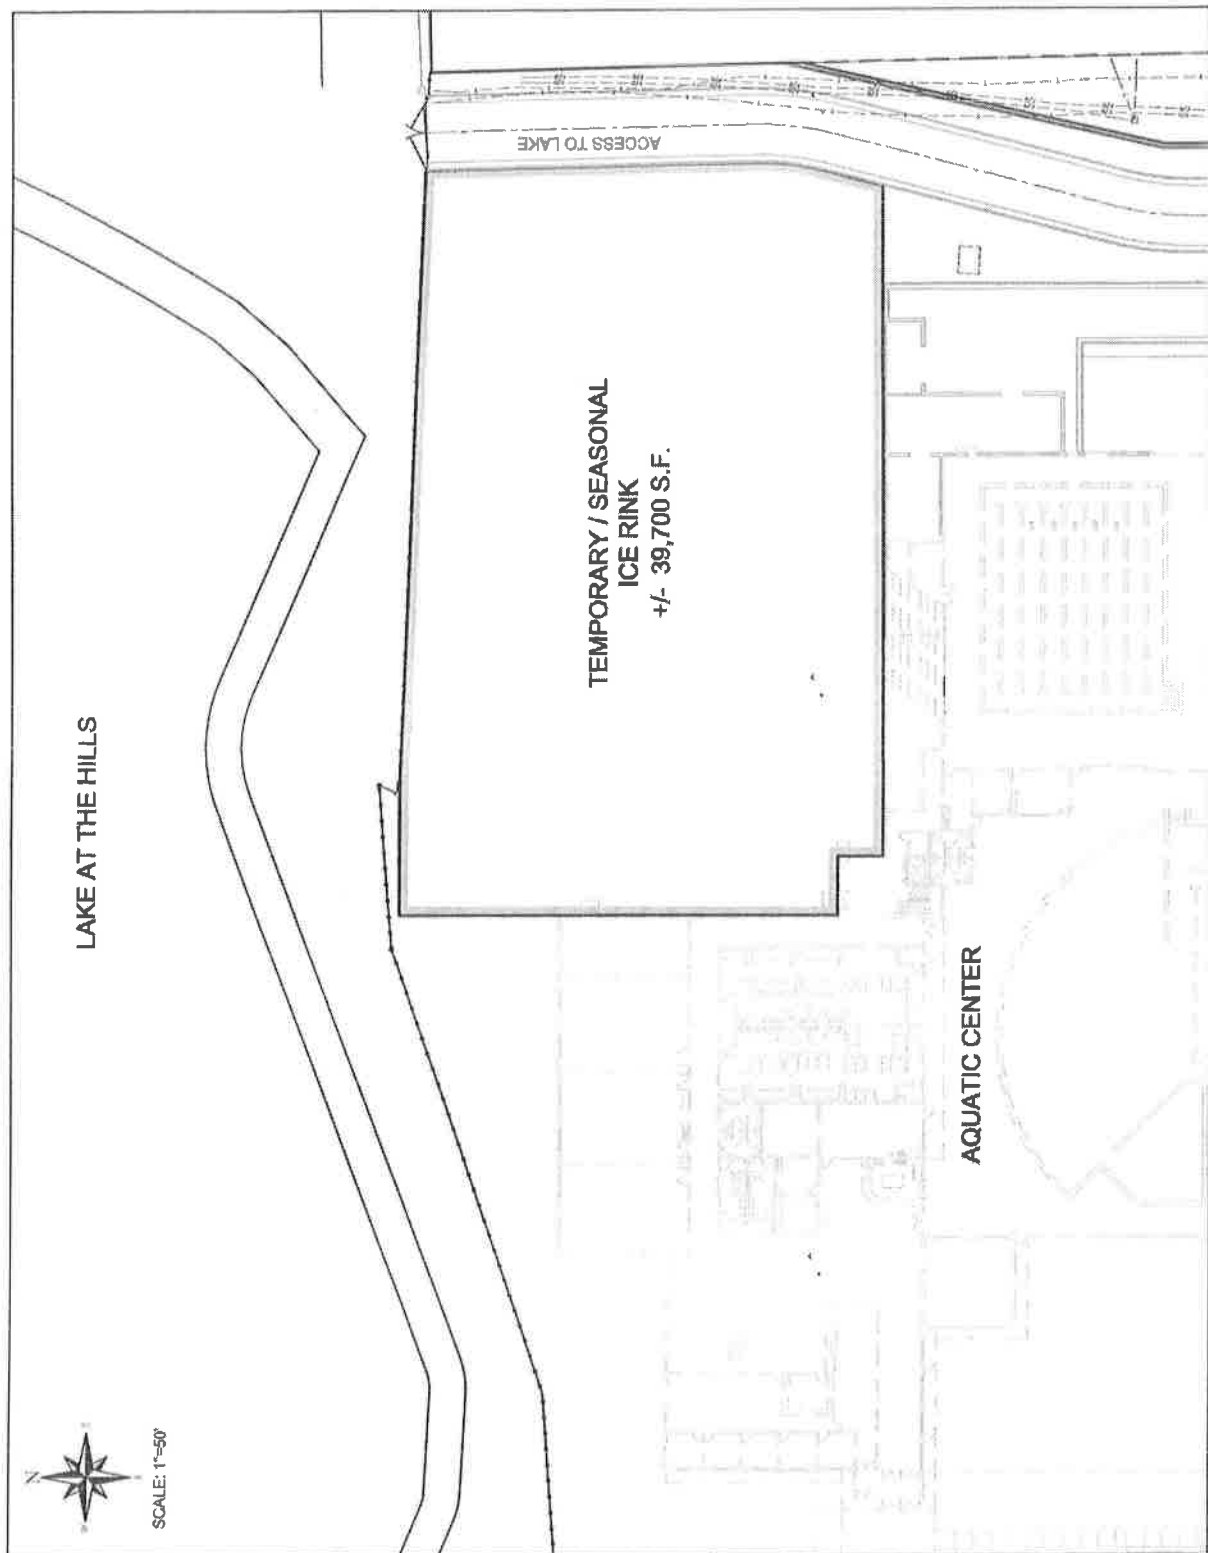 LAKE AT THE HILLS
N
SCALE: 1"=50'
TEMPORARY / SEASONAL
ICE RINK
+/- 39,700 S.F.
ACCESS TO LAKE
AQUATIC CENTER